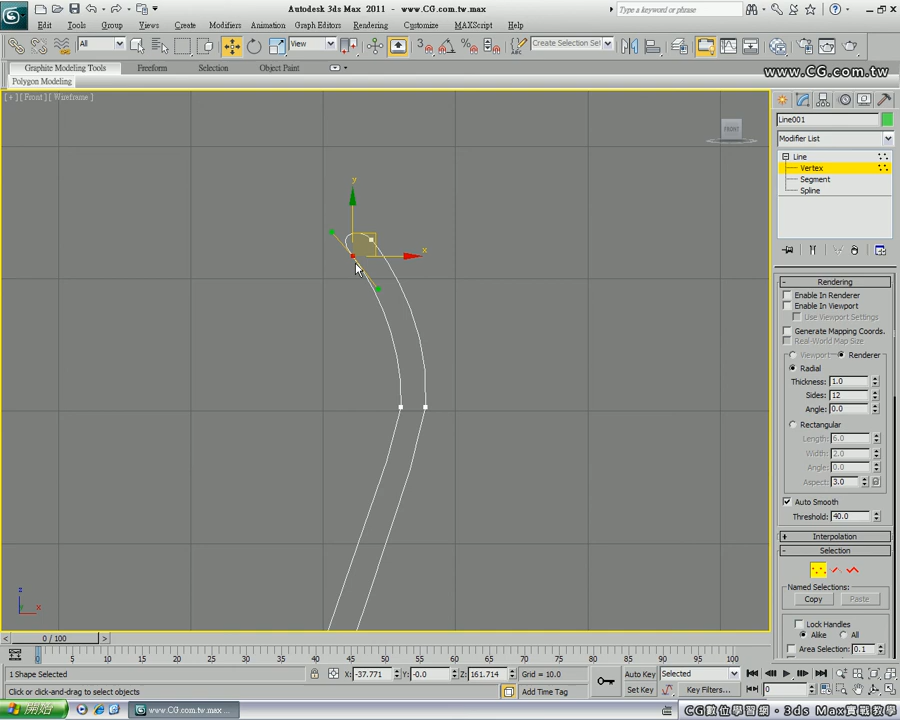 Autodesk 3ds Max 2011 - www.CG.com.tw.max
Type a keyword or phrase
Edit Tools Group Views Create Modifiers Animation Graph Editors Rendering Customize MAXScript Help
All
View
Create Selection Se
Graphite Modeling Tools Freeform Selection Object Paint
www.CG.com.tw
Polygon Modeling
[ + ] [ Front ] [ Wireframe ]
FRONT
y
x
z
x
Line001
Modifier List
Line
Vertex
Segment
Spline
- Rendering
Enable In Renderer
Enable In Viewport
Use Viewport Settings
Generate Mapping Coords.
Real-World Map Size
Viewport Renderer
Radial
Thickness: 1.0
Sides: 12
Angle: 0.0
Rectangular
Length: 6.0
Width: 2.0
Angle: 0.0
Aspect: 3.0
Auto Smooth
Threshold: 40.0
+ Interpolation
- Selection
Named Selections:
Copy Paste
Lock Handles
Alike All
Area Selection: 0.1
< 0 / 100 >
0 5 10 15 20 25 30 35 40 45 50 55 60 65 70 75 80 85 90 95 100
1 Shape Selected
X: -37.771 Y: -0.0 Z: 161.714 Grid = 10.0
Auto Key Selected
Click or click-and-drag to select objects
Add Time Tag
Set Key Key Filters... 0
開始
www.CG.com.tw ...
CG數位學習網・3ds Max實戰教學